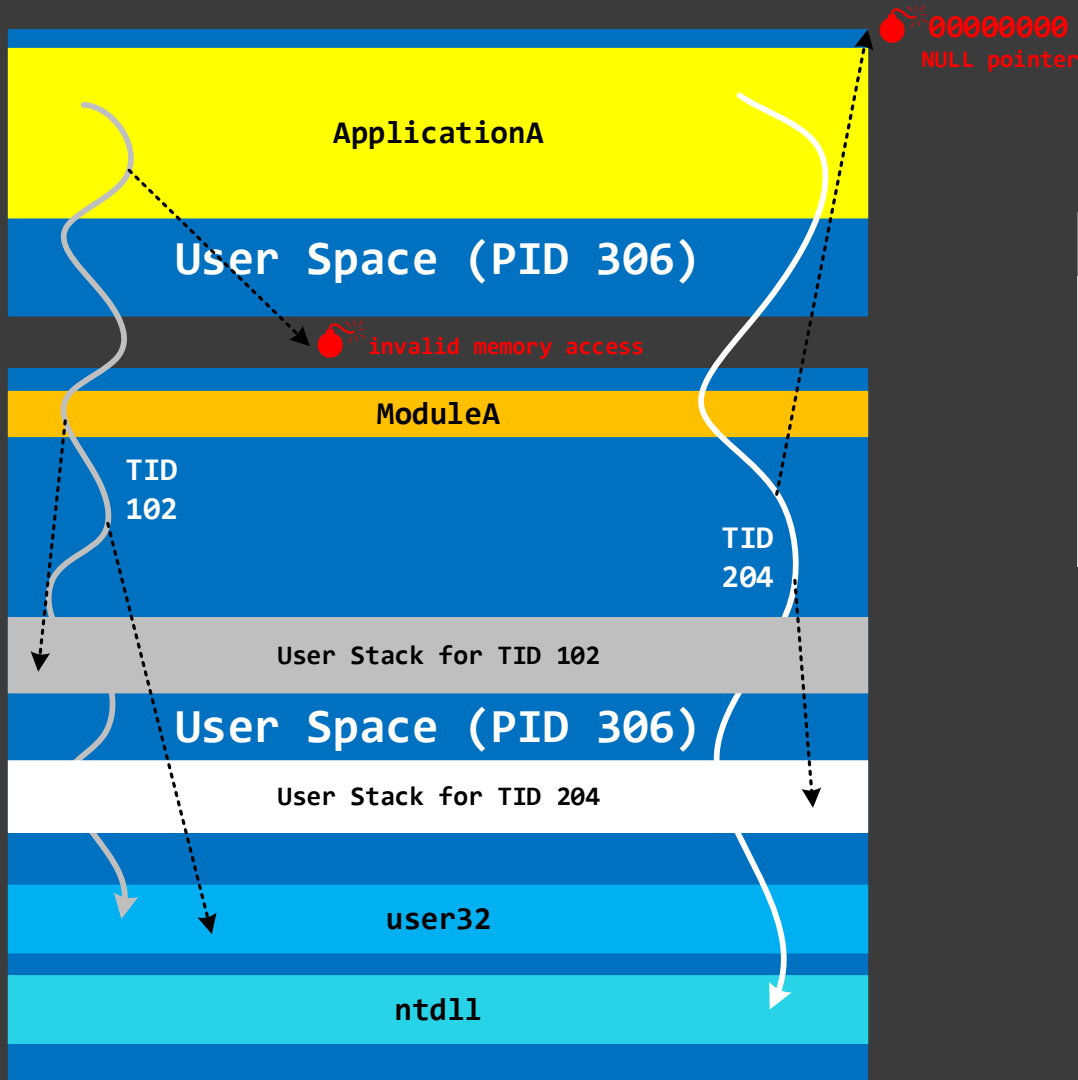 00000000
NULL pointer
ApplicationA
User Space (PID 306)
invalid memory access
ModuleA
TID
102
TID
204
User Stack for TID 102
User Space (PID 306)
User Stack for TID 204
user32
ntdll